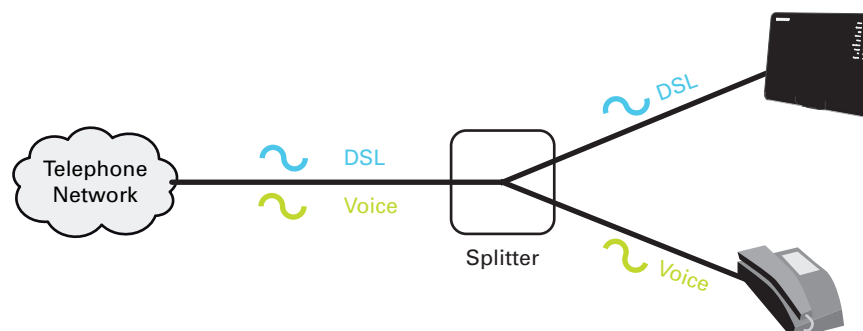 Telephone
Network
DSL
Voice
Splitter
DSL
Voice